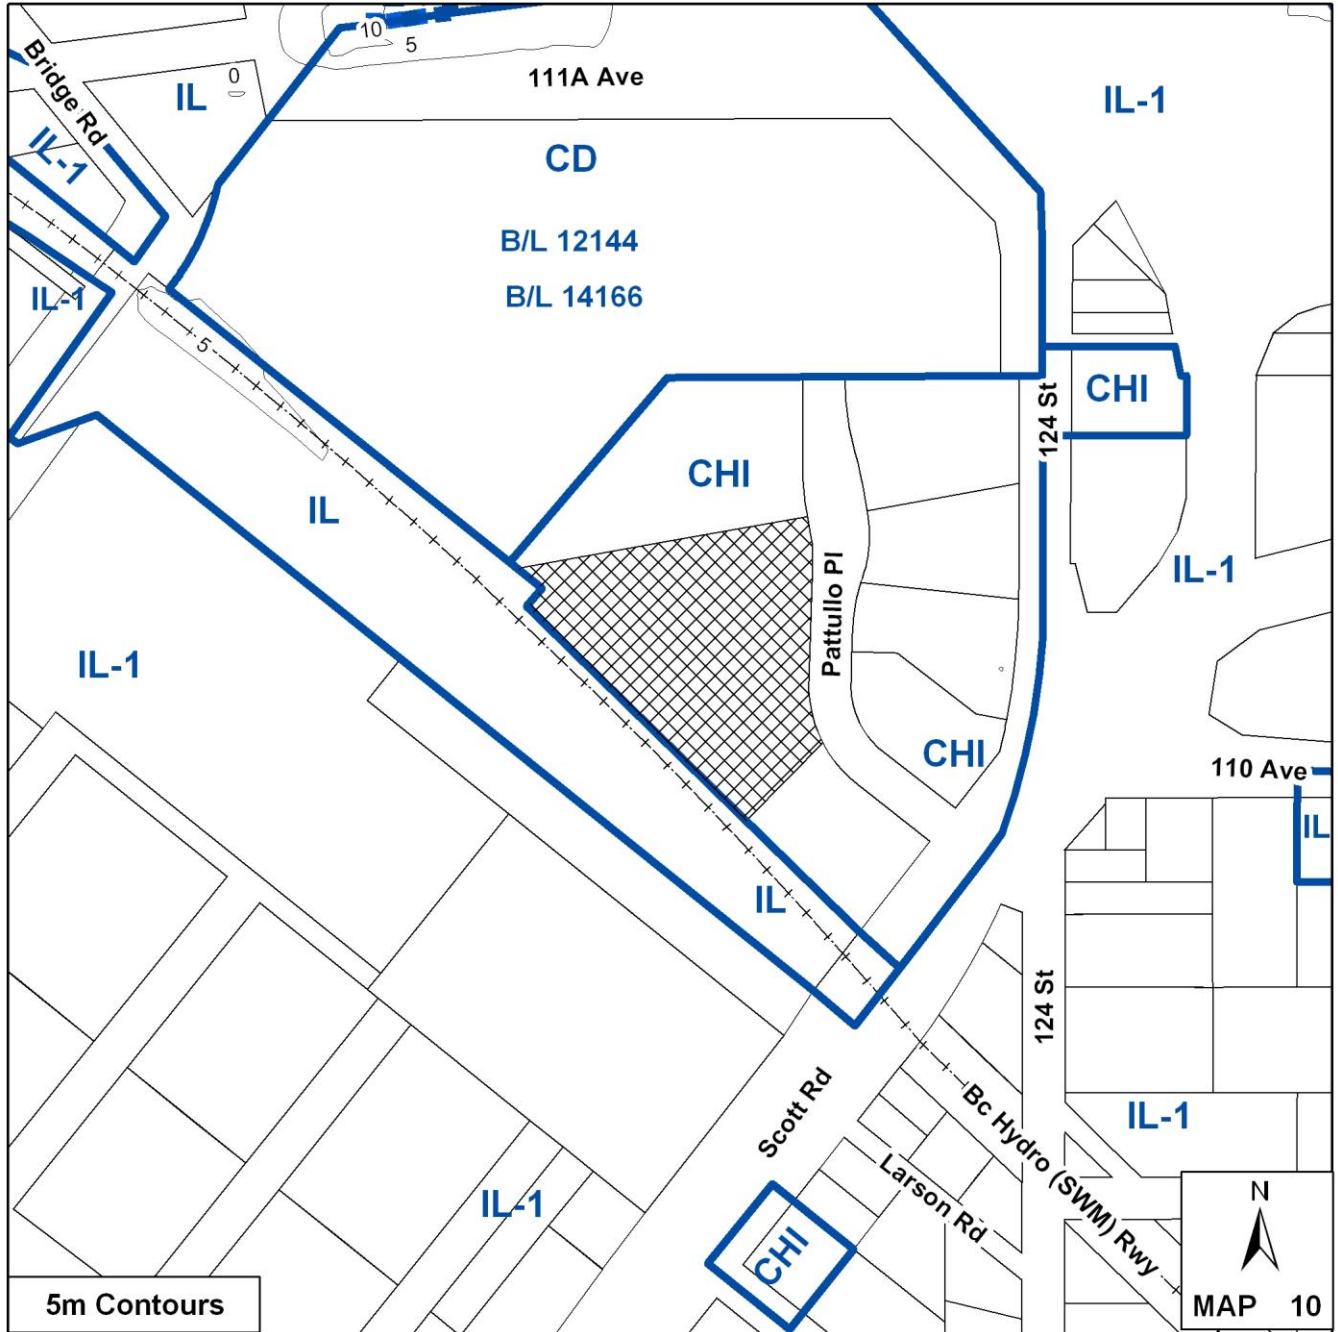 10
5
Bridge Rd
0
111A Ave
IL
IL-1
IL-1
CD
B/L 12144
B/L 14166
IL-1
5
CHI
124 St
CHI
IL
IL-1
Pattullo Pl
IL-1
CHI
110 Ave
IL
IL
124 St
Scott Rd
Bc Hydro (SWM) Rwy
IL-1
Larson Rd
IL-1
CHI
N
5m Contours
MAP 10